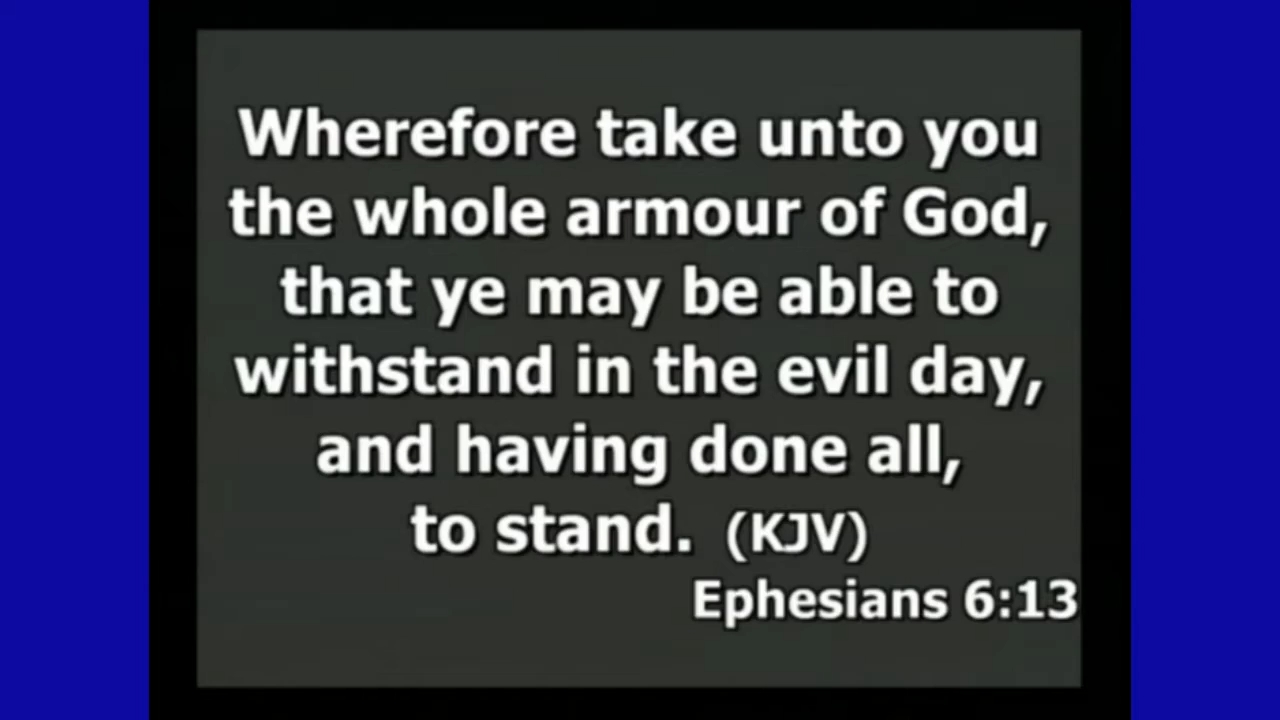 Wherefore take unto you
the whole armour of God,
that ye may be able to
withstand in the evil day,
and having done all,
to stand. (KJV)
Ephesians 6:13